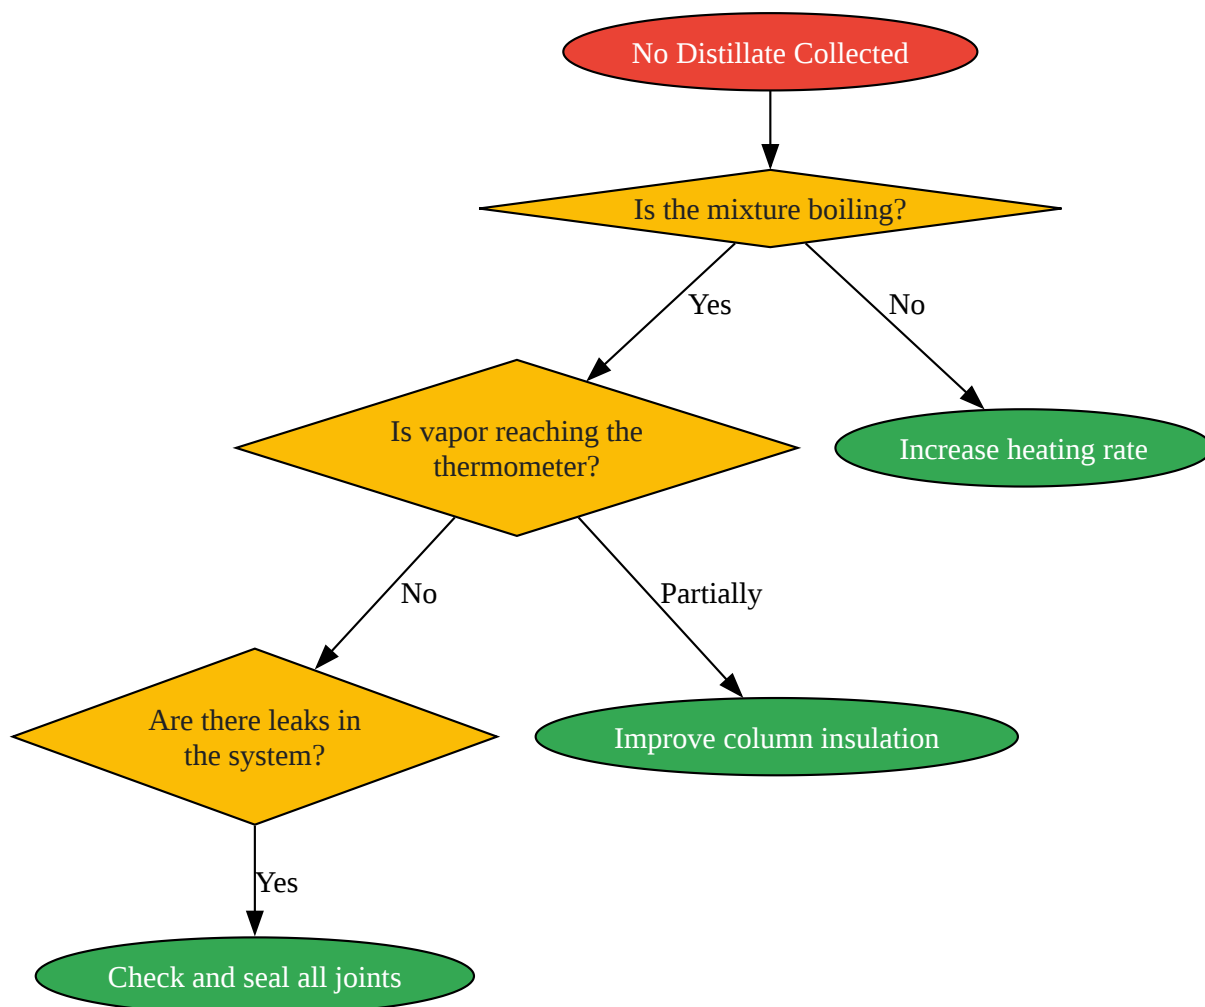 No Distillate Collected
Is the mixture boiling?
Yes
No
Is vapor reaching the
thermometer?
Increase heating rate
No
Partially
Are there leaks in
the system?
Improve column insulation
Yes
Check and seal all joints